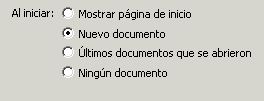 Al iniciar: Mostrar página de inicio
Nuevo documento
Últimos documentos que se abrieron
Ningún documento